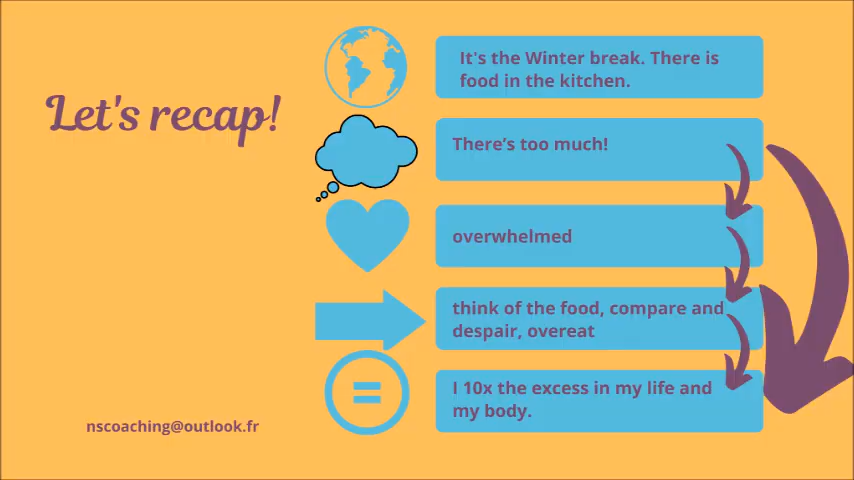 Let's recap!
It's the Winter break. There is
food in the kitchen.
There’s too much!
overwhelmed
think of the food, compare and
despair, overeat
I 10x the excess in my life and
my body.
nscoaching@outlook.fr